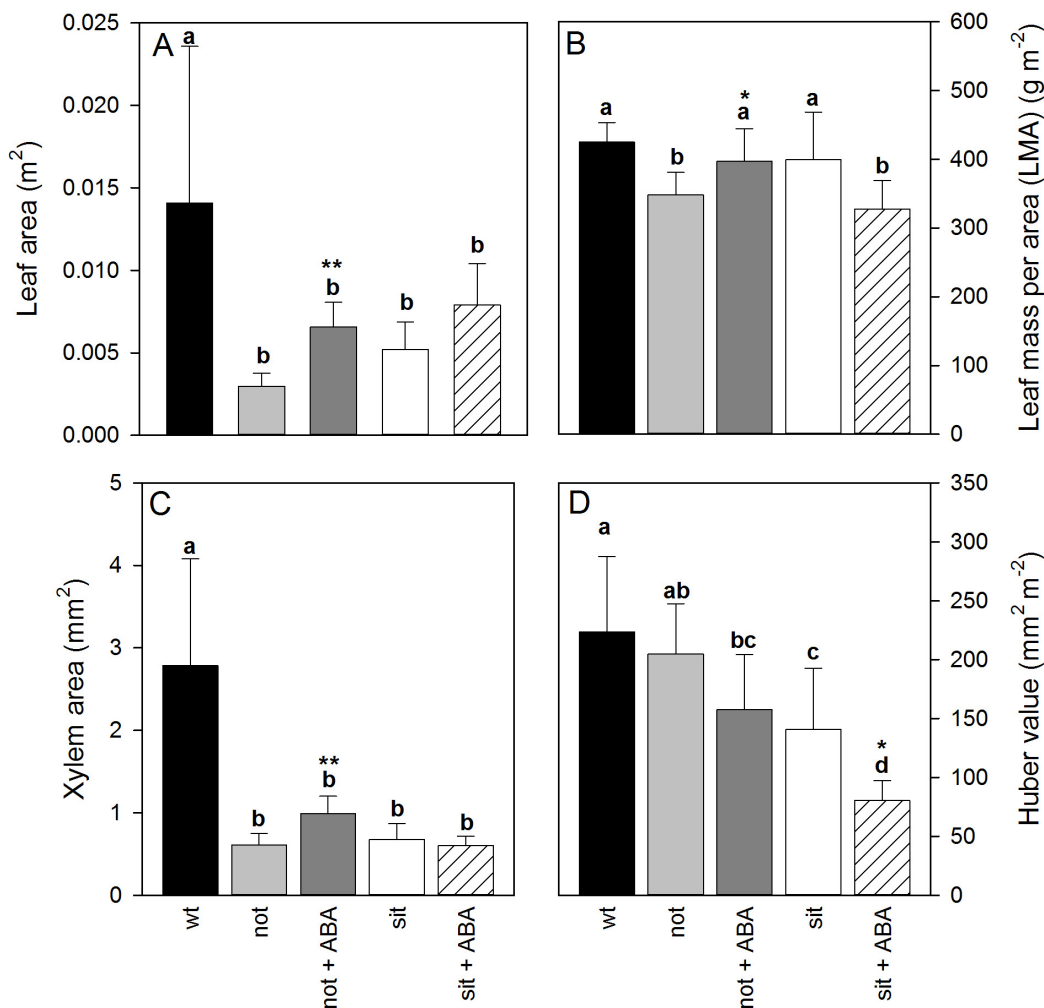 A
Leaf area (m²)
0.025
0.020
0.015
0.010
0.005
0.000
a
b
**
b
b
b
B
Leaf mass per area (LMA) (g m⁻²)
600
500
400
300
200
100
0
a
b
*
a
a
b
C
Xylem area (mm²)
5
4
3
2
1
0
a
b
**
b
b
b
wt
not
not + ABA
sit
sit + ABA
D
Huber value (mm² m⁻²)
350
300
250
200
150
100
50
0
a
ab
bc
c
*
d
wt
not
not + ABA
sit
sit + ABA